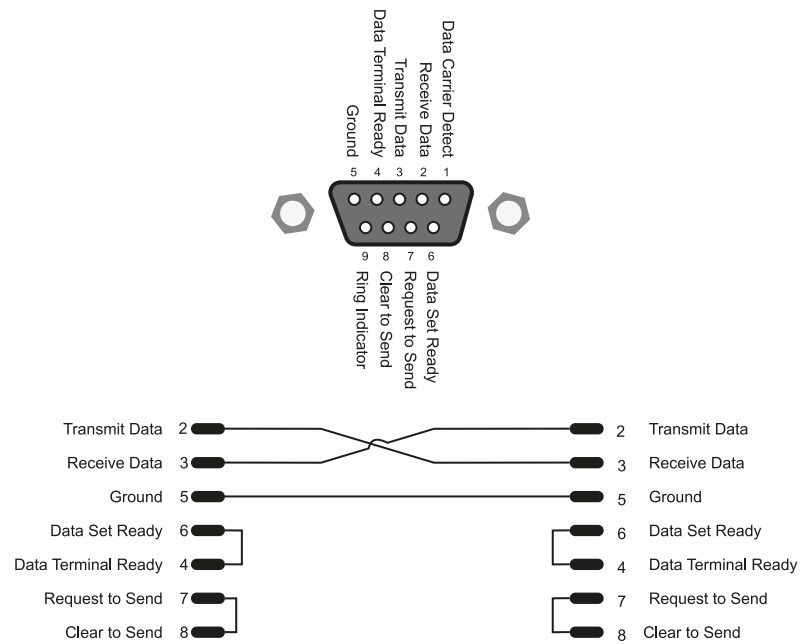 Ground
Data Terminal Ready
Transmit Data
Receive Data
Data Carrier Detect
5 4 3 2 1
9 8 7 6
Ring Indicator
Clear to Send
Request to Send
Data Set Ready
Transmit Data 2
2 Transmit Data
Receive Data 3
3 Receive Data
Ground 5
5 Ground
Data Set Ready 6
6 Data Set Ready
Data Terminal Ready 4
4 Data Terminal Ready
Request to Send 7
7 Request to Send
Clear to Send 8
8 Clear to Send